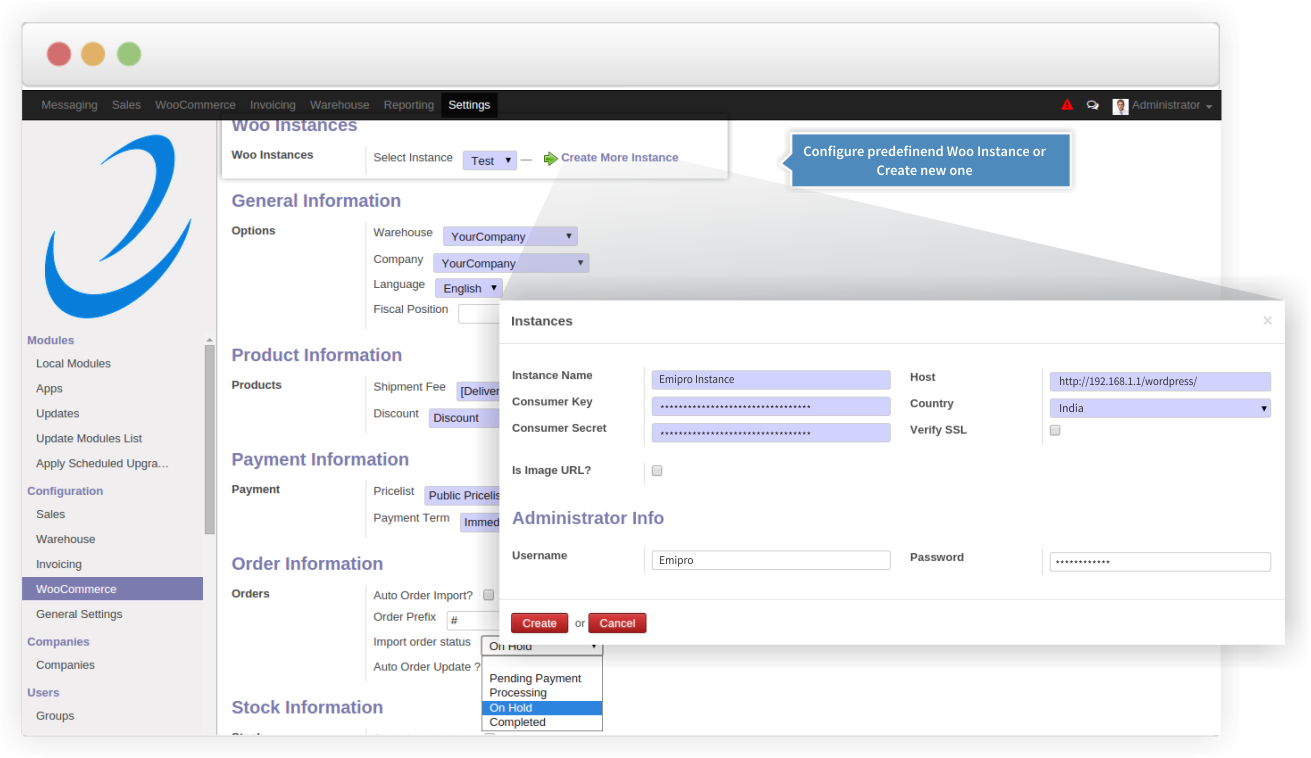 Messaging Sales WooCommerce Invoicing Warehouse Reporting Settings Administrator
Woo Instances
Woo Instances Select Instance Test — Create More Instance
Configure predefinend Woo Instance or
Create new one
General Information
Options Warehouse YourCompany
Company YourCompany
Language English
Fiscal Position
Product Information
Products Shipment Fee [Deliver
Discount Discount
Payment Information
Payment Pricelist Public Pricelis
Payment Term Immed
Order Information
Orders Auto Order Import?
Order Prefix #
Import order status On Hold
Auto Order Update ?
Pending Payment
Processing
On Hold
Completed
Stock Information
Modules
Local Modules
Apps
Updates
Update Modules List
Apply Scheduled Upgra...
Configuration
Sales
Warehouse
Invoicing
WooCommerce
General Settings
Companies
Companies
Users
Groups
Instances ×
Instance Name Emipro Instance Host http://192.168.1.1/wordpress/
Consumer Key ********************************* Country India
Consumer Secret ********************************* Verify SSL
Is Image URL?
Administrator Info
Username Emipro Password ************
Create or Cancel